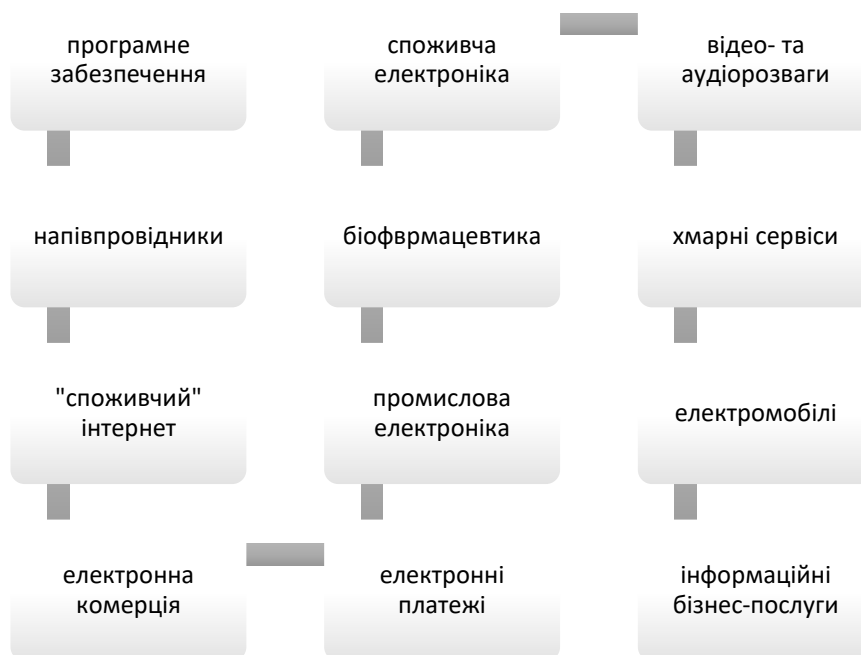 програмне
забезпечення
споживча
електроніка
відео- та
аудіорозваги
напівпровідники
біофврмацевтика
хмарні сервіси
"споживчий"
інтернет
промислова
електроніка
електромобілі
електронна
комерція
електронні
платежі
інформаційні
бізнес-послуги